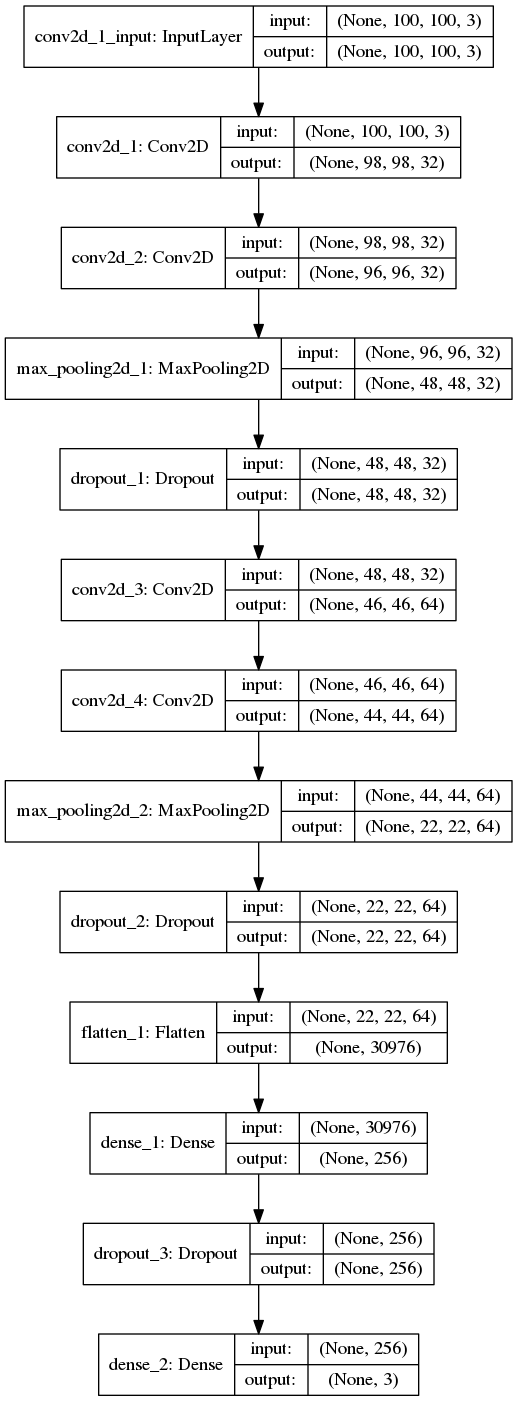 conv2d_1_input: InputLayer
input: (None, 100, 100, 3)
output: (None, 100, 100, 3)
conv2d_1: Conv2D
input: (None, 100, 100, 3)
output: (None, 98, 98, 32)
conv2d_2: Conv2D
input: (None, 98, 98, 32)
output: (None, 96, 96, 32)
max_pooling2d_1: MaxPooling2D
input: (None, 96, 96, 32)
output: (None, 48, 48, 32)
dropout_1: Dropout
input: (None, 48, 48, 32)
output: (None, 48, 48, 32)
conv2d_3: Conv2D
input: (None, 48, 48, 32)
output: (None, 46, 46, 64)
conv2d_4: Conv2D
input: (None, 46, 46, 64)
output: (None, 44, 44, 64)
max_pooling2d_2: MaxPooling2D
input: (None, 44, 44, 64)
output: (None, 22, 22, 64)
dropout_2: Dropout
input: (None, 22, 22, 64)
output: (None, 22, 22, 64)
flatten_1: Flatten
input: (None, 22, 22, 64)
output: (None, 30976)
dense_1: Dense
input: (None, 30976)
output: (None, 256)
dropout_3: Dropout
input: (None, 256)
output: (None, 256)
dense_2: Dense
input: (None, 256)
output: (None, 3)